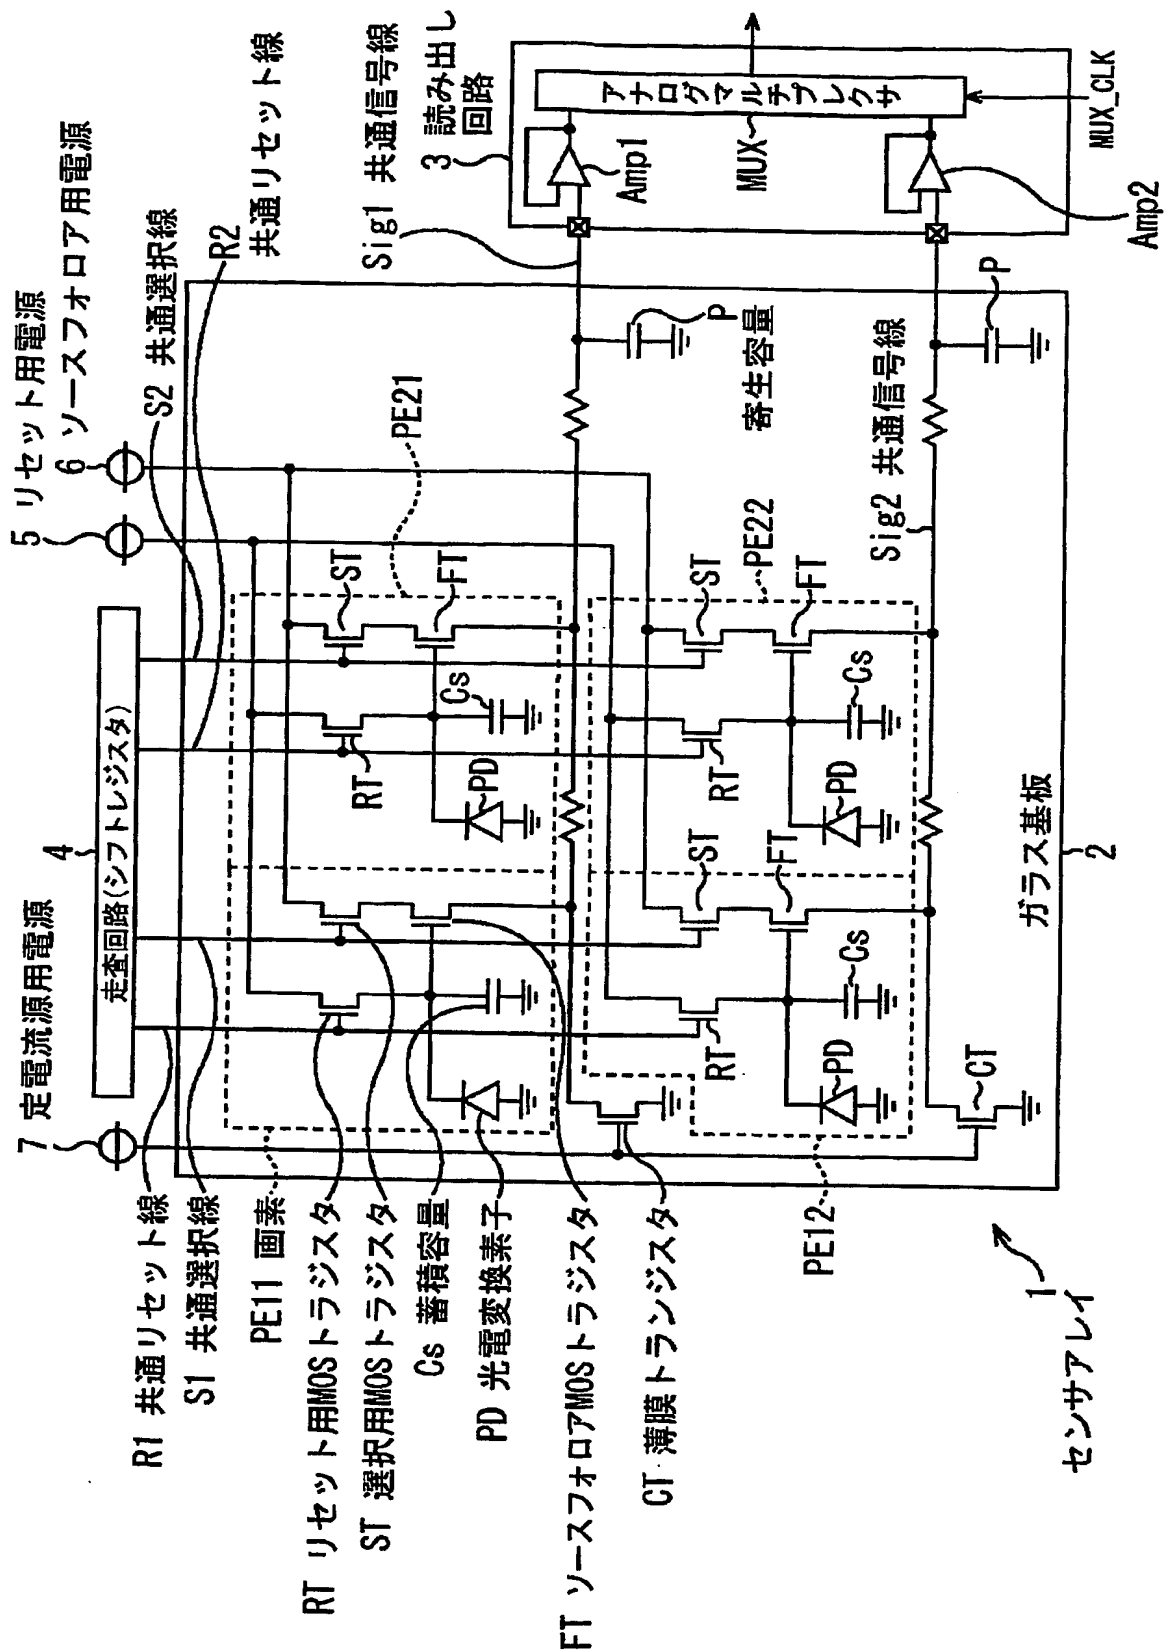 7 定電流源用電源
5 リセット用電源
6 ソースフォロア用電源
4
走査回路(シフトレジスタ)
S2 共通選択線
R2
共通リセット線
R1 共通リセット線
S1 共通選択線
PE11 画素
RT リセット用MOSトラジスタ
ST 選択用MOSトラジスタ
Cs 蓄積容量
PD 光電変換素子
FT ソースフォロアMOSトラジスタ
CT 薄膜トランジスタ
PE12
PE21
PE22
ST
FT
RT
Cs
PD
ST
FT
RT
Cs
PD
ST
FT
RT
Cs
PD
CT
Sig1 共通信号線
Sig2 共通信号線
P
寄生容量
P
3 読み出し
回路
Amp1
Amp2
MUX
アナログマルチプレクサ
MUX_CLK
ガラス基板
2
1
センサアレイ